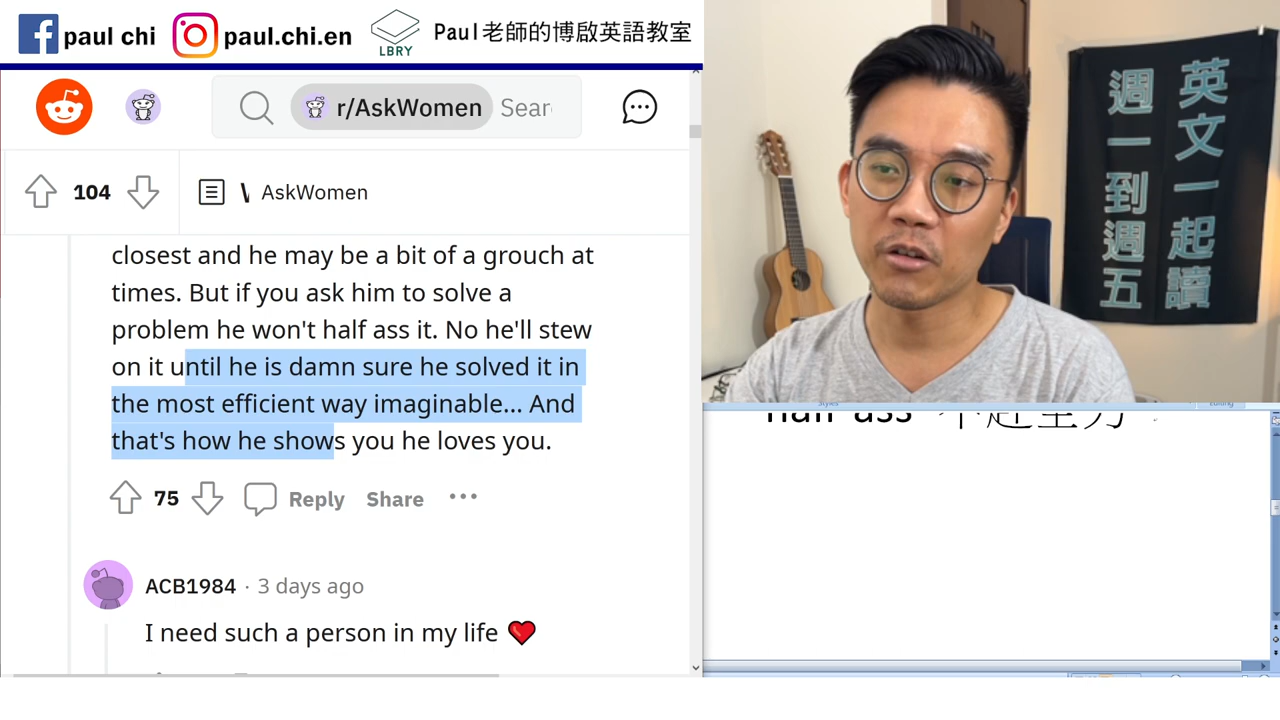 paul chi
paul.chi.en
LBRY
Paul老師的博啟英語教室
r/AskWomen
104
AskWomen
closest and he may be a bit of a grouch at
times. But if you ask him to solve a
problem he won't half ass it. No he'll stew
on it until he is damn sure he solved it in
the most efficient way imaginable... And
that's how he shows you he loves you.
75
Reply
Share
ACB1984 · 3 days ago
I need such a person in my life ❤️
英文一起讀
週一到週五
half ass